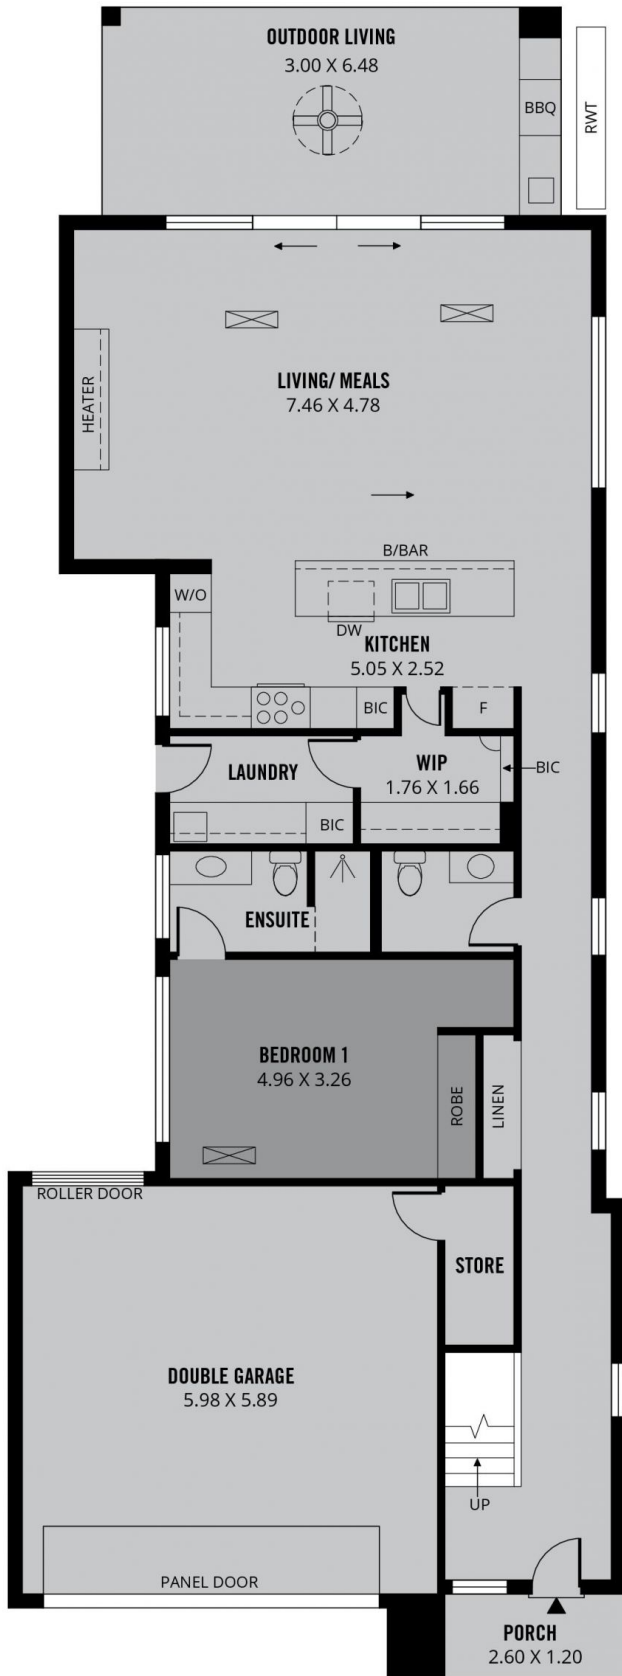 OUTDOOR LIVING
3.00 X 6.48
BBQ
RWT
HEATER
LIVING/ MEALS
7.46 X 4.78
B/BAR
W/O
DW
KITCHEN
5.05 X 2.52
BIC
F
LAUNDRY
WIP
1.76 X 1.66
BIC
BIC
ENSUITE
BEDROOM 1
4.96 X 3.26
ROBE
LINEN
ROLLER DOOR
STORE
DOUBLE GARAGE
5.98 X 5.89
UP
PANEL DOOR
PORCH
2.60 X 1.20